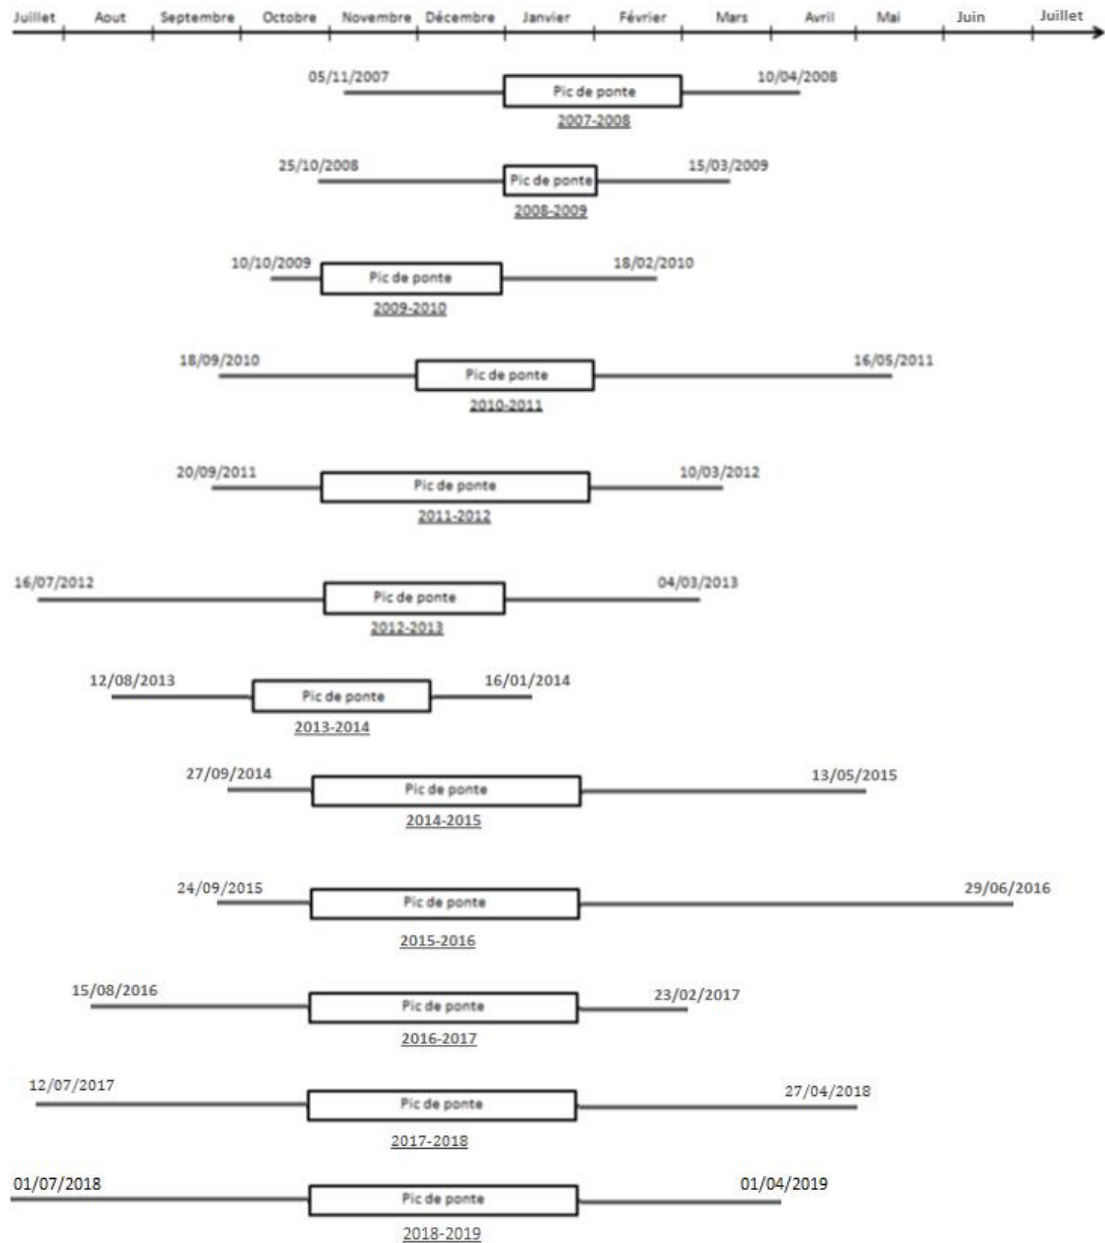 Juillet Aout Septembre Octobre Novembre Décembre Janvier Février Mars Avril Mai Juin Juillet
05/11/2007 10/04/2008
Pic de ponte
2007-2008
25/10/2008 15/03/2009
Pic de ponte
2008-2009
10/10/2009 18/02/2010
Pic de ponte
2009-2010
18/09/2010 16/05/2011
Pic de ponte
2010-2011
20/09/2011 10/03/2012
Pic de ponte
2011-2012
16/07/2012 04/03/2013
Pic de ponte
2012-2013
12/08/2013 16/01/2014
Pic de ponte
2013-2014
27/09/2014 13/05/2015
Pic de ponte
2014-2015
24/09/2015 29/06/2016
Pic de ponte
2015-2016
15/08/2016 23/02/2017
Pic de ponte
2016-2017
12/07/2017 27/04/2018
Pic de ponte
2017-2018
01/07/2018 01/04/2019
Pic de ponte
2018-2019